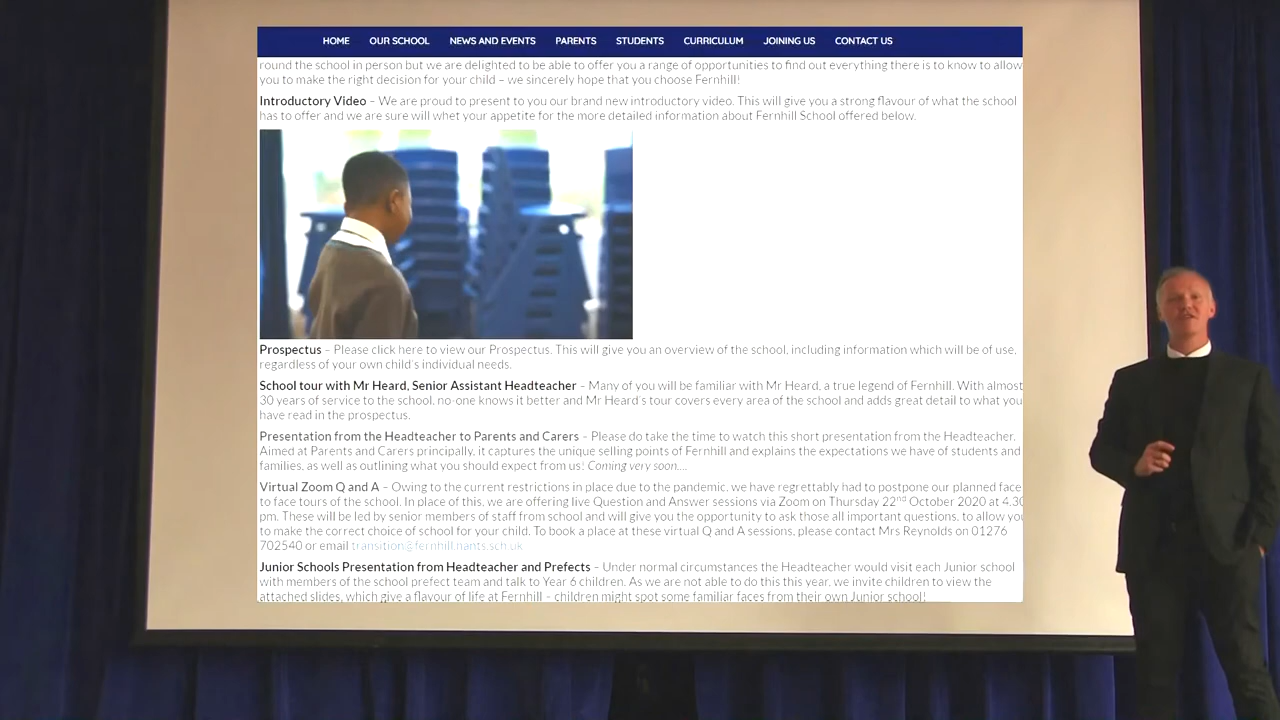 HOME OUR SCHOOL NEWS AND EVENTS PARENTS STUDENTS CURRICULUM JOINING US CONTACT US
round the school in person but we are delighted to be able to offer you a range of opportunities to find out everything there is to know to allow
you to make the right decision for your child – we sincerely hope that you choose Fernhill!
Introductory Video – We are proud to present to you our brand new introductory video. This will give you a strong flavour of what the school
has to offer and we are sure will whet your appetite for the more detailed information about Fernhill School offered below.
Prospectus – Please click here to view our Prospectus. This will give you an overview of the school, including information which will be of use,
regardless of your own child's individual needs.
School tour with Mr Heard, Senior Assistant Headteacher – Many of you will be familiar with Mr Heard, a true legend of Fernhill. With almost
30 years of service to the school, no-one knows it better and Mr Heard's tour covers every area of the school and adds great detail to what you
have read in the prospectus.
Presentation from the Headteacher to Parents and Carers – Please do take the time to watch this short presentation from the Headteacher.
Aimed at Parents and Carers principally, it captures the unique selling points of Fernhill and explains the expectations we have of students and
families, as well as outlining what you should expect from us! Coming very soon....
Virtual Zoom Q and A – Owing to the current restrictions in place due to the pandemic, we have regrettably had to postpone our planned face
to face tours of the school. In place of this, we are offering live Question and Answer sessions via Zoom on Thursday 22nd October 2020 at 4.30
pm. These will be led by senior members of staff from school and will give you the opportunity to ask those all important questions, to allow you
to make the correct choice of school for your child. To book a place at these virtual Q and A sessions, please contact Mrs Reynolds on 01276
702540 or email transition@fernhill.hants.sch.uk
Junior Schools Presentation from Headteacher and Prefects – Under normal circumstances the Headteacher would visit each Junior school
with members of the school prefect team and talk to Year 6 children. As we are not able to do this this year, we invite children to view the
attached slides, which give a flavour of life at Fernhill – children might spot some familiar faces from their own Junior school!